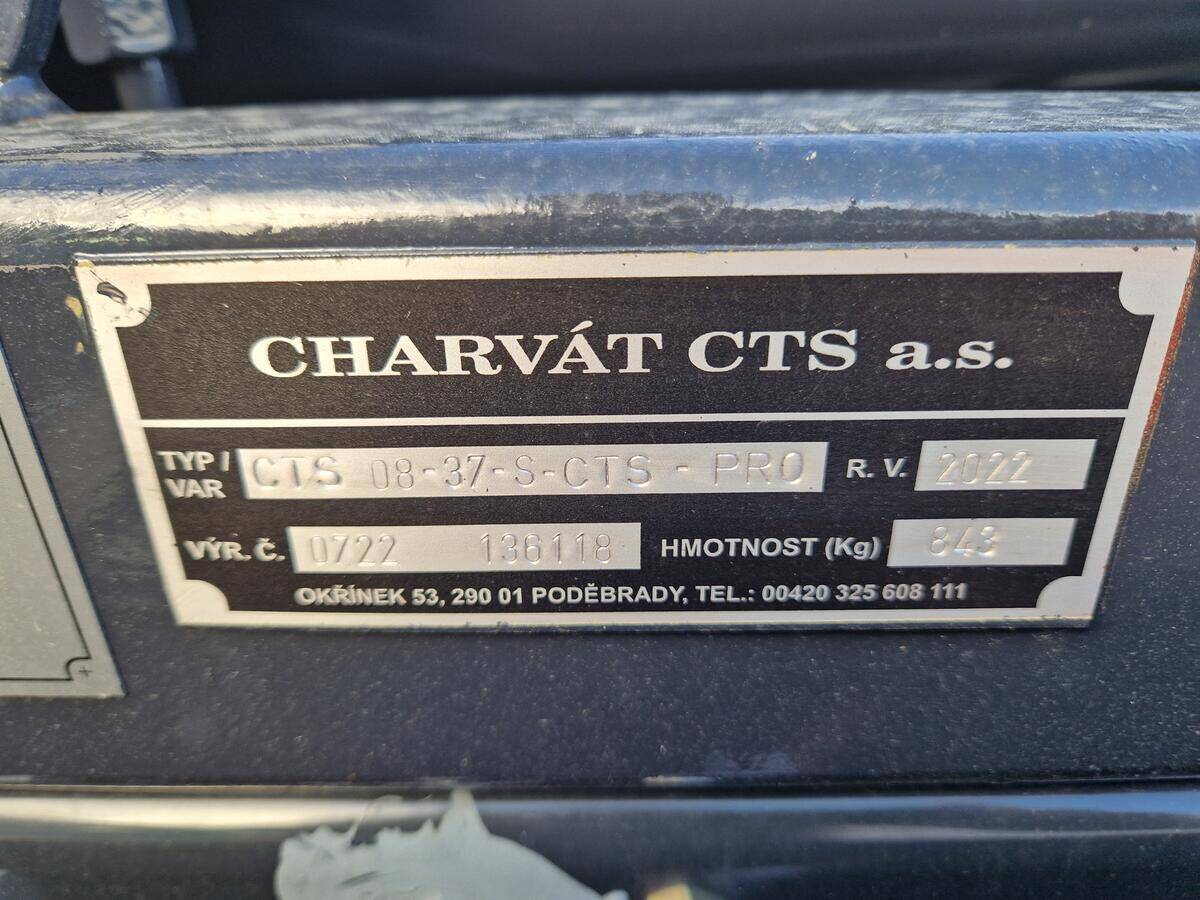 CHARVÁT CTS a.s.
TYP / VAR CTS 08-37-S-CTS - PRO R. V. 2022
VÝR. Č. 0722 136118 HMOTNOST (Kg) 843
OKŘÍNEK 53, 290 01 PODĚBRADY, TEL.: 00420 325 608 111